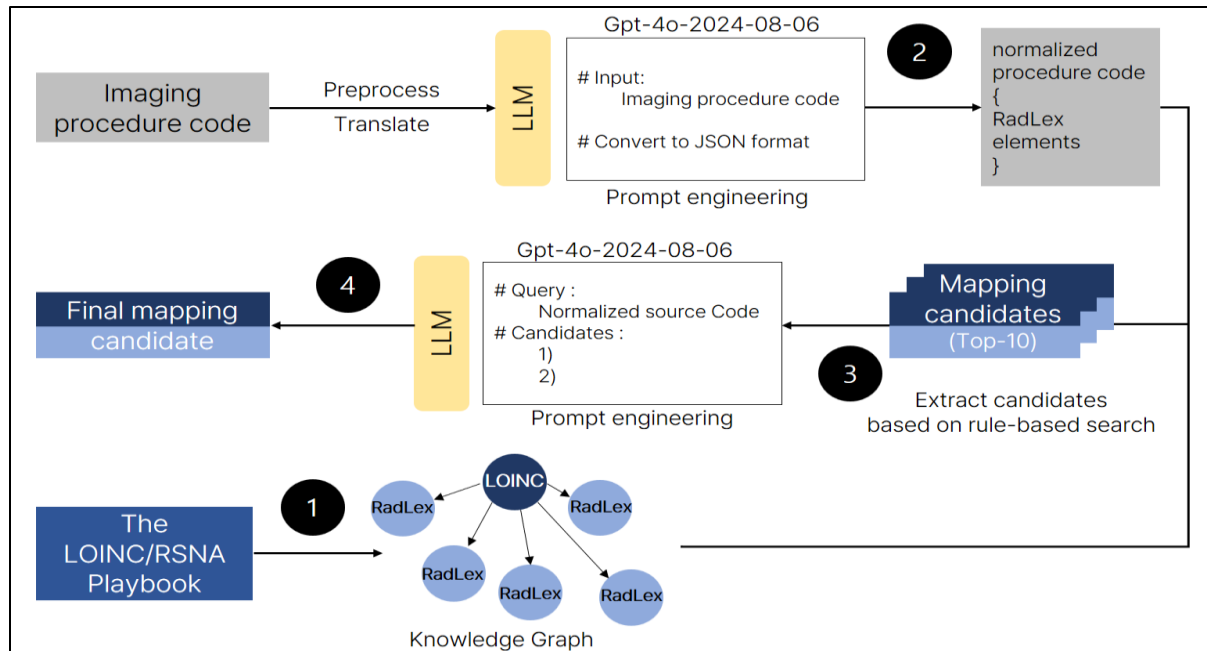 Gpt-4o-2024-08-06
2
Imaging
procedure code
Preprocess
Translate
LLM
# Input:
Imaging procedure code
# Convert to JSON format
Prompt engineering
normalized
procedure code
{
RadLex
elements
}
Gpt-4o-2024-08-06
4
Final mapping
candidate
LLM
# Query :
Normalized source Code
# Candidates :
1)
2)
Prompt engineering
Mapping
candidates
(Top-10)
3
Extract candidates
based on rule-based search
1
The
LOINC/RSNA
Playbook
LOINC
RadLex
RadLex
RadLex
RadLex
RadLex
Knowledge Graph